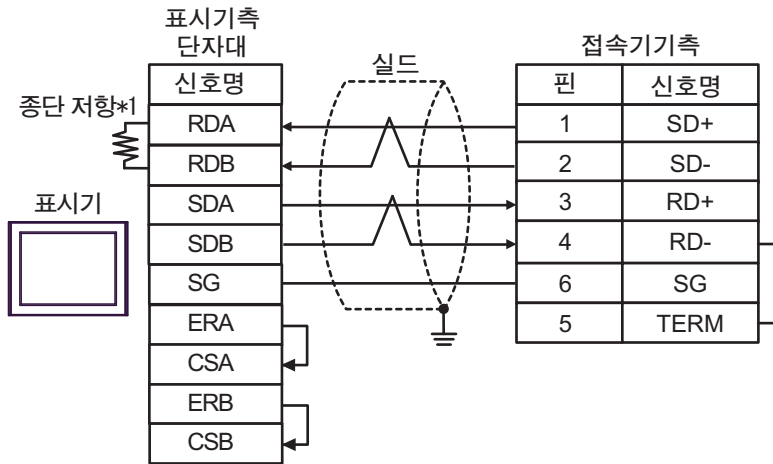 표시기측
단자대
실드
접속기기측
신호명
핀 신호명
종단 저항*1
RDA
1 SD+
RDB
2 SD-
표시기
SDA
3 RD+
SDB
4 RD-
SG
6 SG
ERA
5 TERM
CSA
ERB
CSB